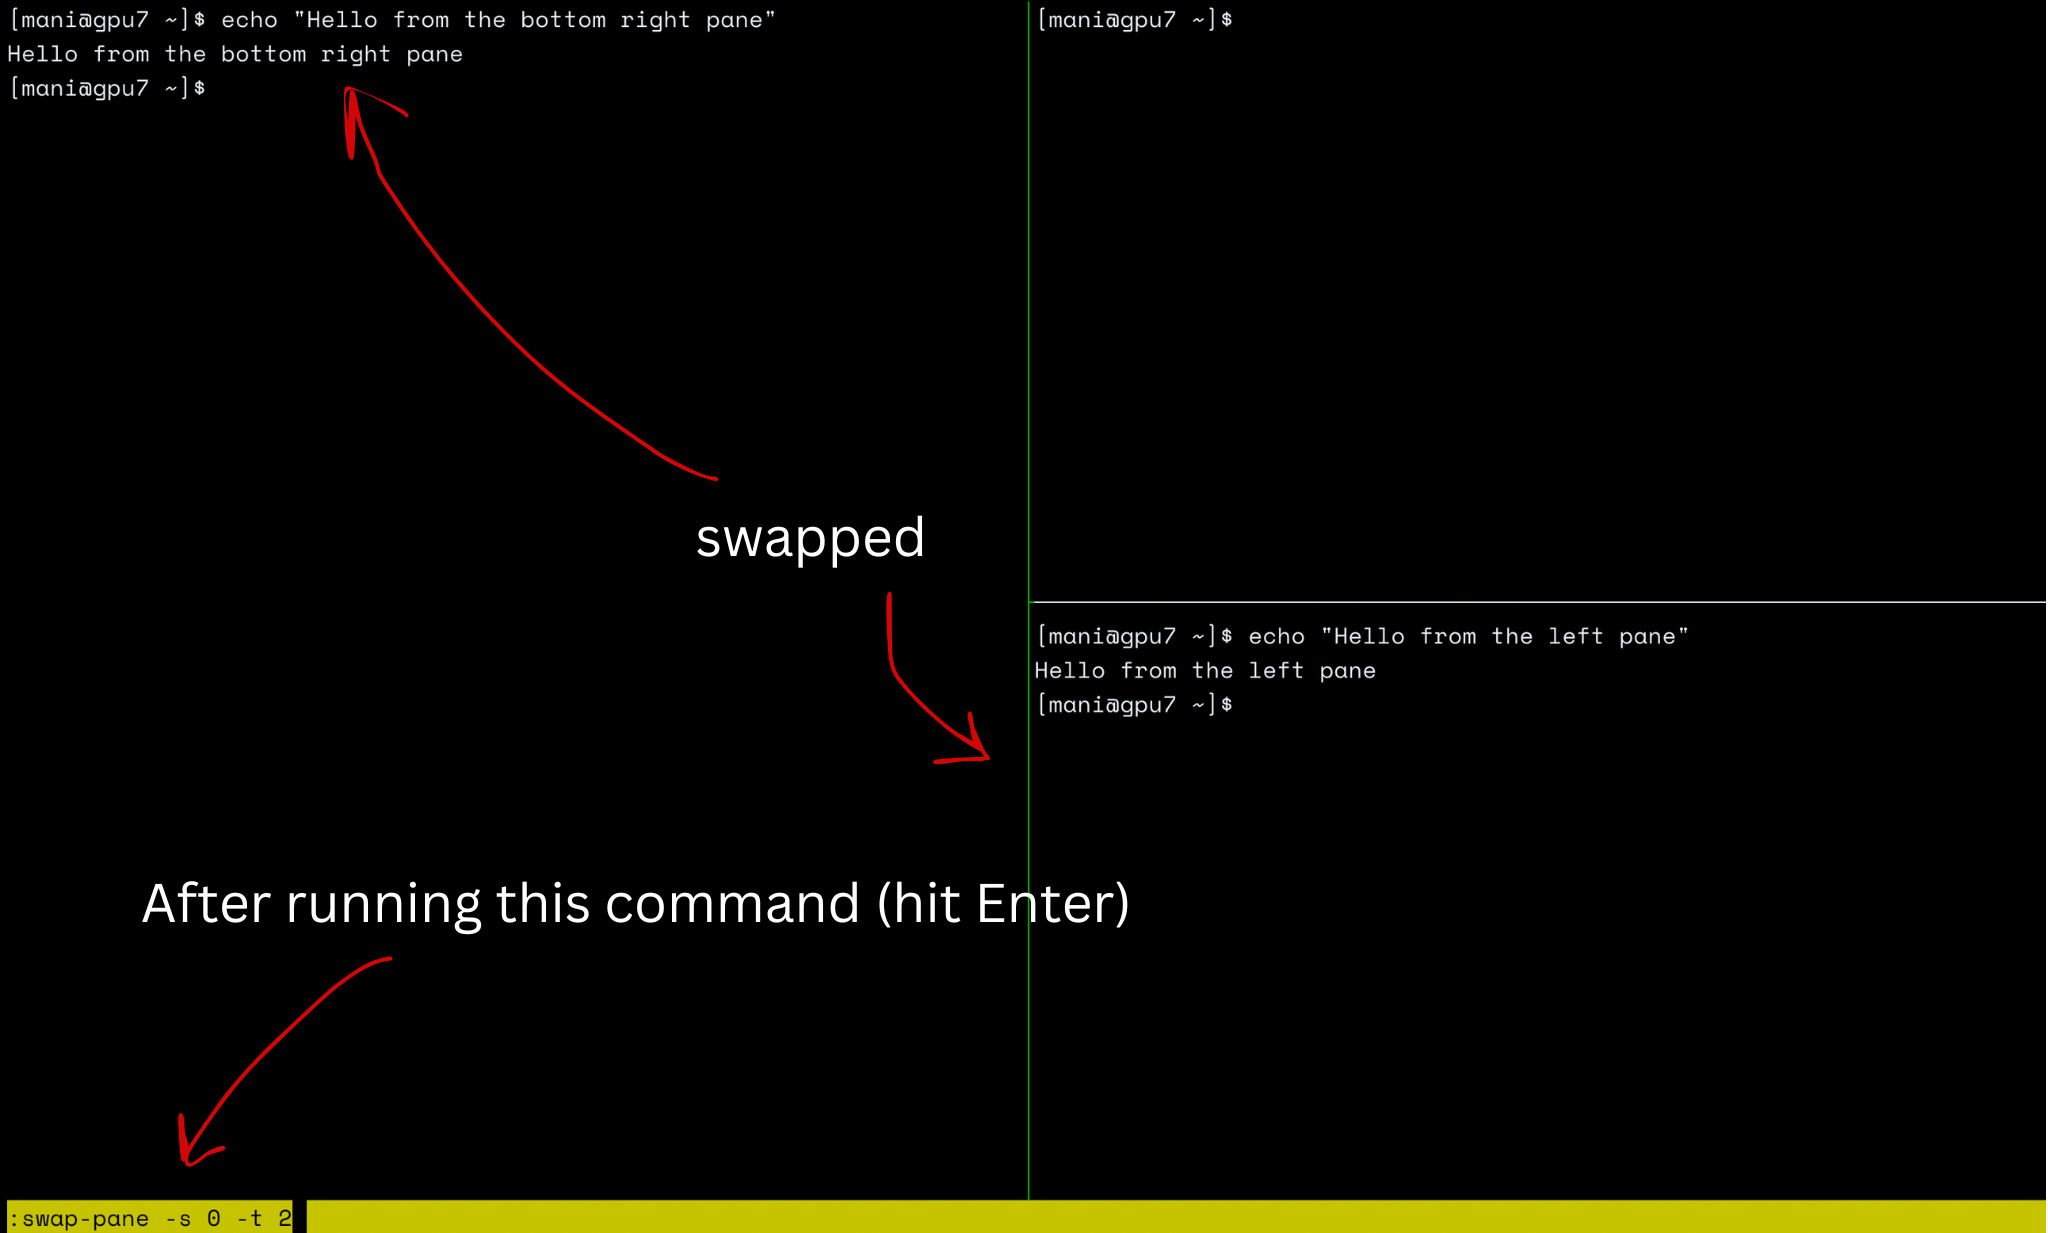 [mani@gpu7 ~]$ echo "Hello from the bottom right pane"
Hello from the bottom right pane
[mani@gpu7 ~]$
[mani@gpu7 ~]$
swapped
[mani@gpu7 ~]$ echo "Hello from the left pane"
Hello from the left pane
[mani@gpu7 ~]$
After running this command (hit Enter)
:swap-pane -s 0 -t 2